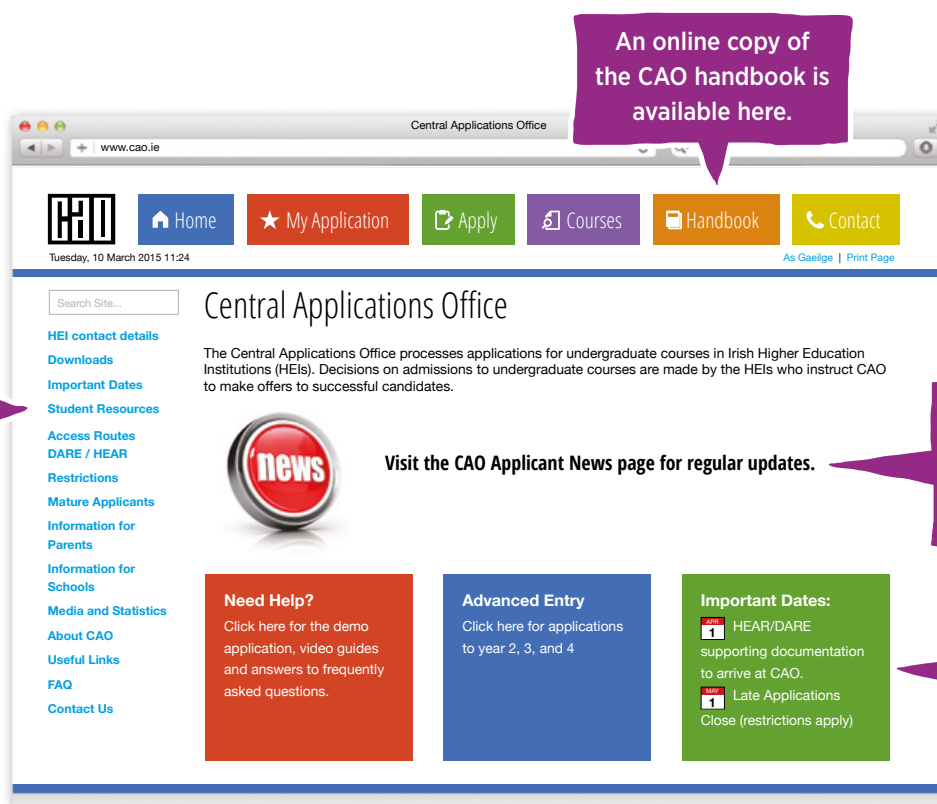 An online copy of
the CAO handbook is
available here.
Central Applications Office
www.cao.ie
CAO
Home
My Application
Apply
Courses
Handbook
Contact
Tuesday, 10 March 2015 11:24
As Gaeilge | Print Page
Search Site...
HEI contact details
Downloads
Important Dates
Student Resources
Access Routes
DARE / HEAR
Restrictions
Mature Applicants
Information for
Parents
Information for
Schools
Media and Statistics
About CAO
Useful Links
FAQ
Contact Us
Central Applications Office
The Central Applications Office processes applications for undergraduate courses in Irish Higher Education
Institutions (HEIs). Decisions on admissions to undergraduate courses are made by the HEIs who instruct CAO
to make offers to successful candidates.
news
Visit the CAO Applicant News page for regular updates.
Need Help?
Click here for the demo
application, video guides
and answers to frequently
asked questions.
Advanced Entry
Click here for applications
to year 2, 3, and 4
Important Dates:
APR
1 HEAR/DARE
supporting documentation
to arrive at CAO.
MAY
1 Late Applications
Close (restrictions apply)